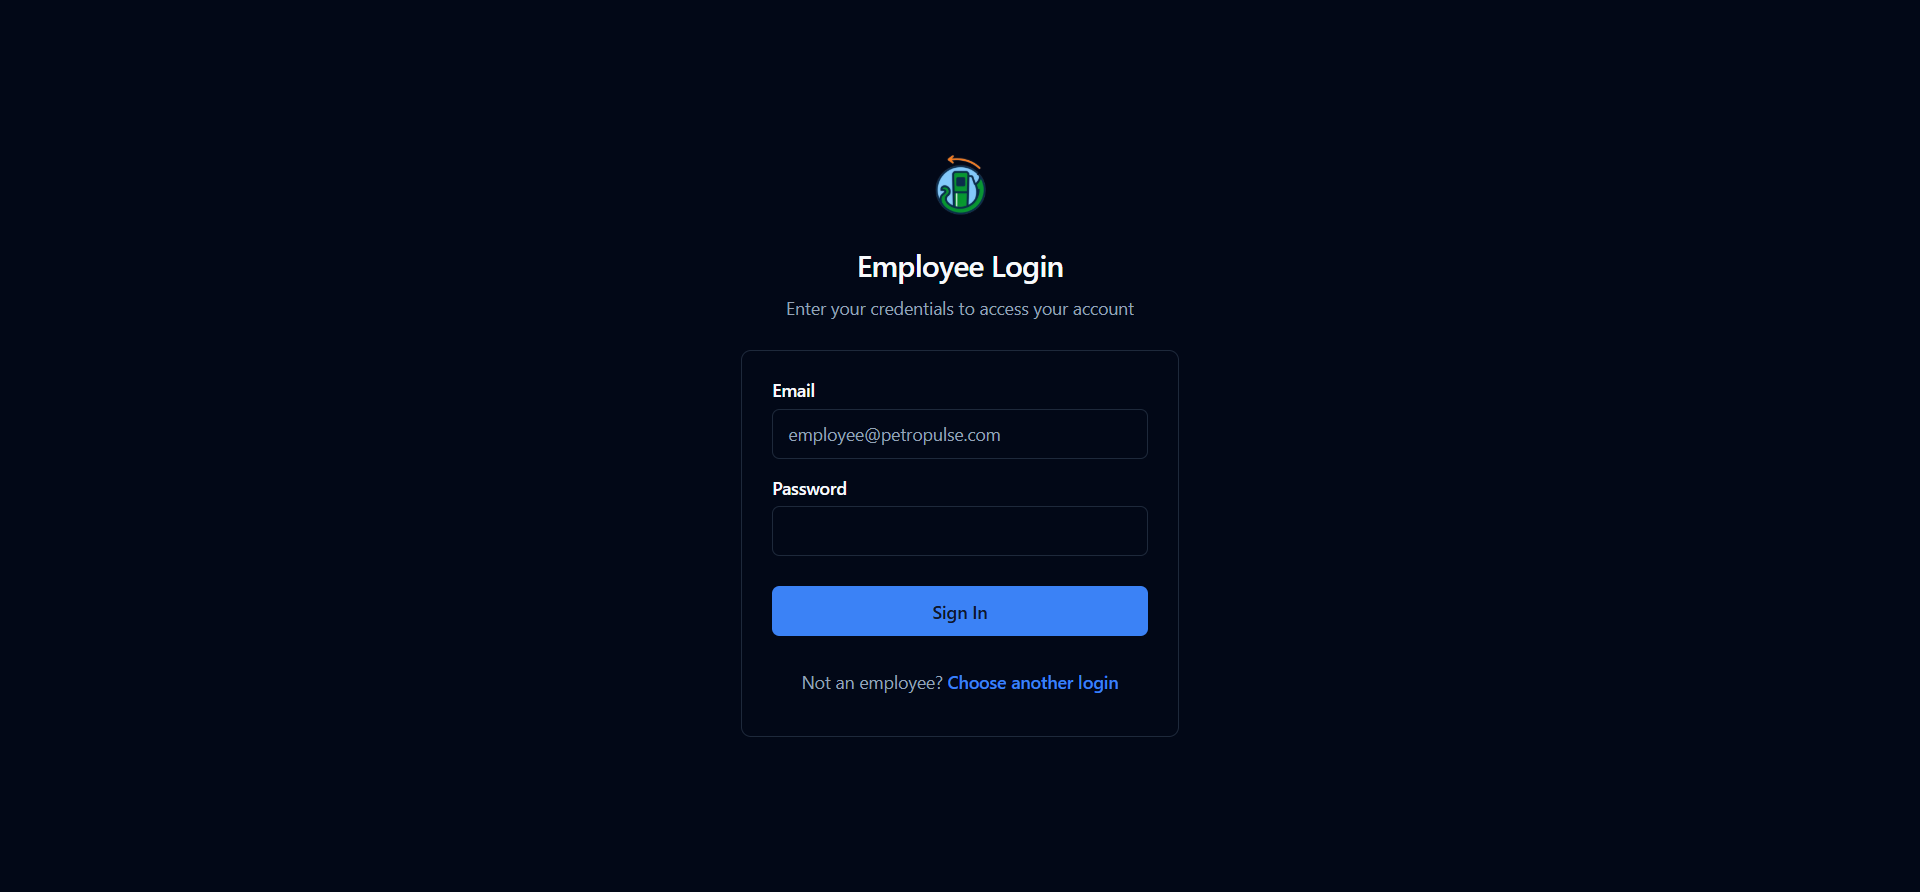 Employee Login
Enter your credentials to access your account
Email
employee@petropulse.com
Password
Sign In
Not an employee? Choose another login